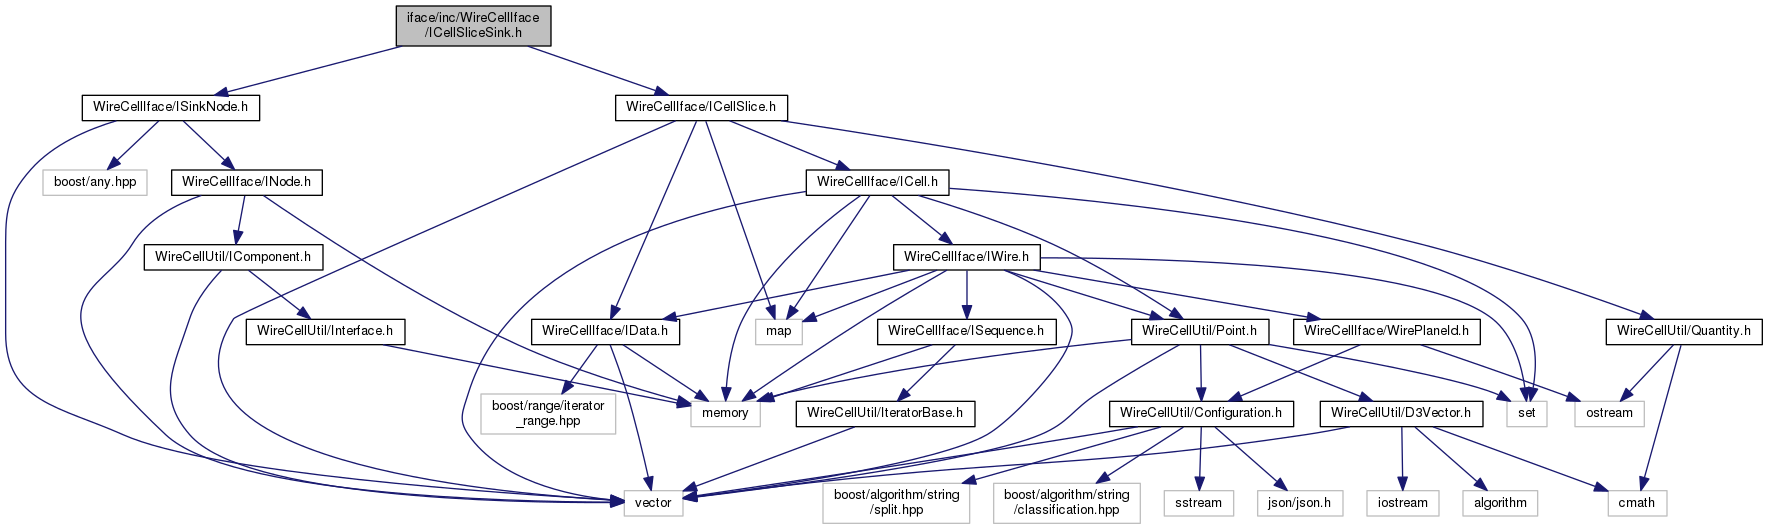 iface/inc/WireCellIface
/ICellSliceSink.h
WireCellIface/ISinkNode.h
WireCellIface/ICellSlice.h
boost/any.hpp
WireCellIface/INode.h
WireCellIface/ICell.h
WireCellUtil/IComponent.h
WireCellIface/IWire.h
WireCellUtil/Interface.h
WireCellIface/IData.h
map
WireCellIface/ISequence.h
WireCellUtil/Point.h
WireCellIface/WirePlaneId.h
WireCellUtil/Quantity.h
boost/range/iterator
_range.hpp
memory
WireCellUtil/IteratorBase.h
WireCellUtil/Configuration.h
WireCellUtil/D3Vector.h
set
ostream
vector
boost/algorithm/string
/split.hpp
boost/algorithm/string
/classification.hpp
sstream
json/json.h
iostream
algorithm
cmath